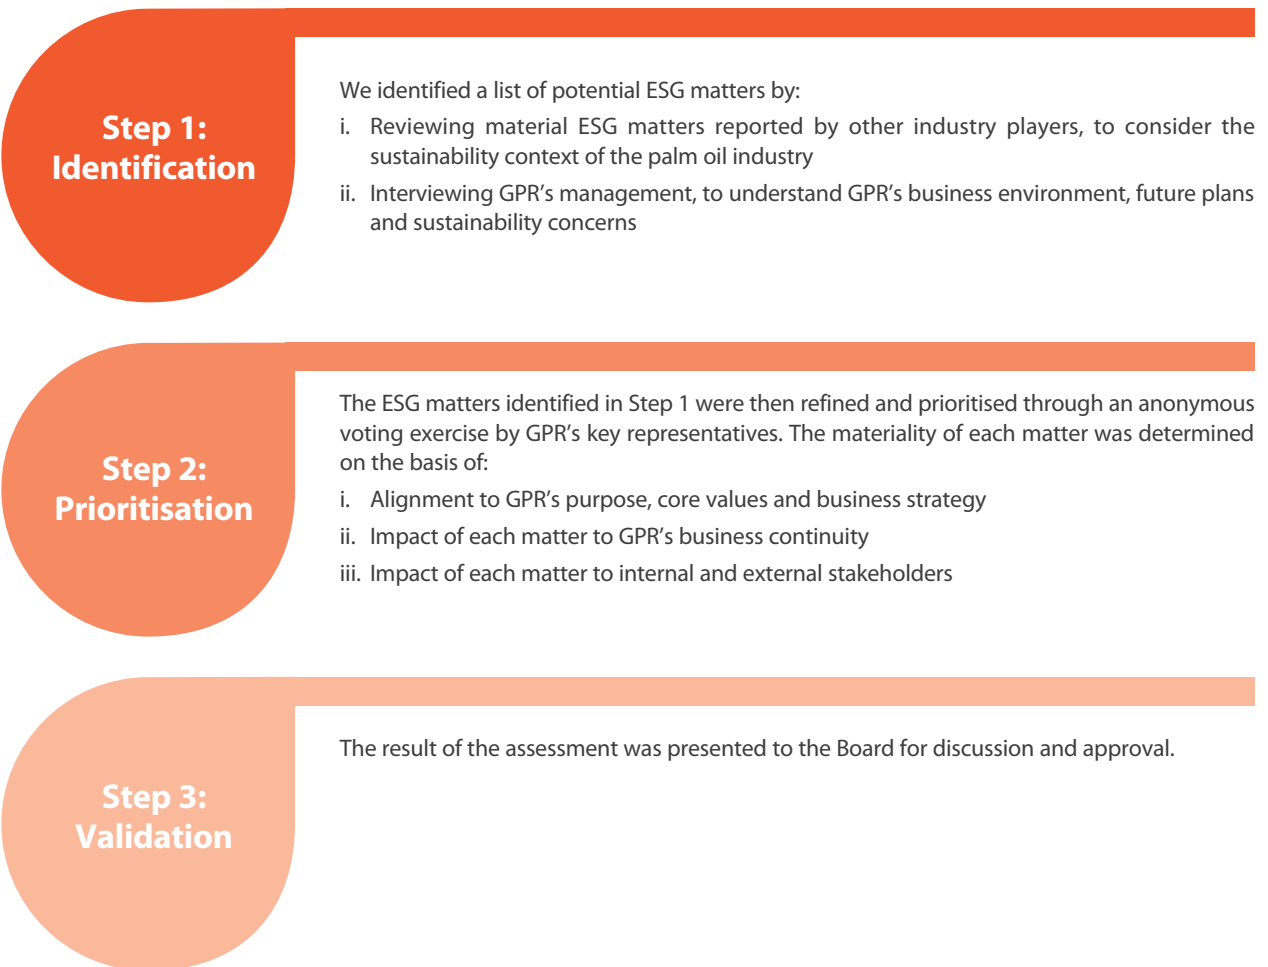 Step 1:
Identification
We identified a list of potential ESG matters by:
i. Reviewing material ESG matters reported by other industry players, to consider the
sustainability context of the palm oil industry
ii. Interviewing GPR’s management, to understand GPR’s business environment, future plans
and sustainability concerns
Step 2:
Prioritisation
The ESG matters identified in Step 1 were then refined and prioritised through an anonymous
voting exercise by GPR’s key representatives. The materiality of each matter was determined
on the basis of:
i. Alignment to GPR’s purpose, core values and business strategy
ii. Impact of each matter to GPR’s business continuity
iii. Impact of each matter to internal and external stakeholders
Step 3:
Validation
The result of the assessment was presented to the Board for discussion and approval.